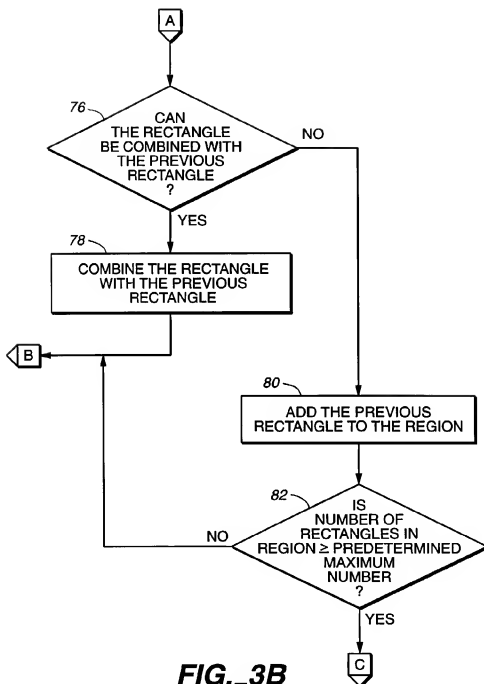 A
76
CAN
THE RECTANGLE
BE COMBINED WITH
THE PREVIOUS
RECTANGLE
?
NO
YES
78
COMBINE THE RECTANGLE
WITH THE PREVIOUS
RECTANGLE
B
80
ADD THE PREVIOUS
RECTANGLE TO THE REGION
82
IS
NUMBER OF
RECTANGLES IN
REGION ≥ PREDETERMINED
MAXIMUM
NUMBER
?
NO
YES
C
FIG._3B